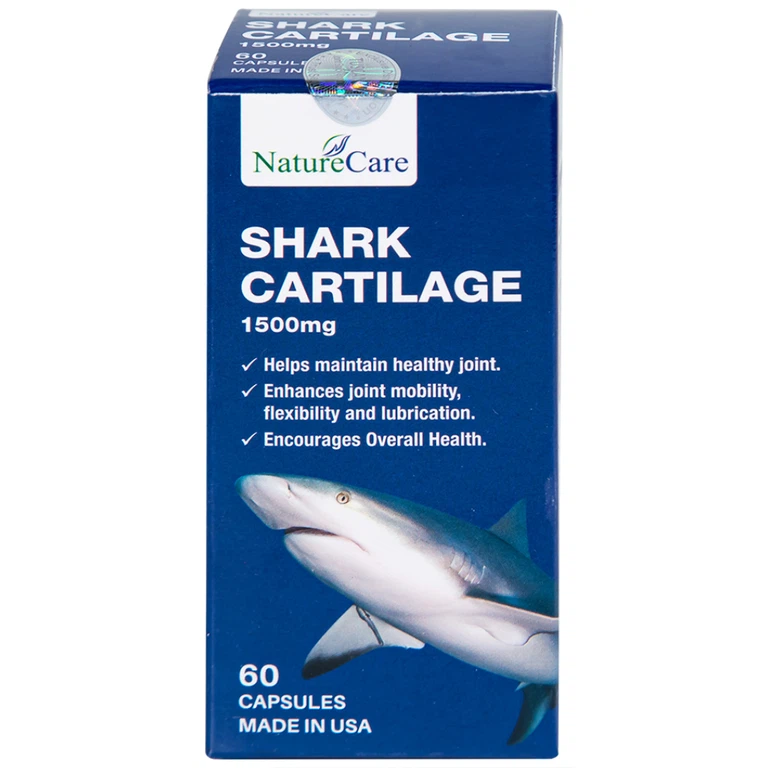 NatureCare
SHARK
CARTILAGE
1500mg
60
CAPSULES
MADE IN
NatureCare
SHARK
CARTILAGE
1500mg
✓ Helps maintain healthy joint.
✓ Enhances joint mobility,
flexibility and lubrication.
✓ Encourages Overall Health.
60
CAPSULES
MADE IN USA